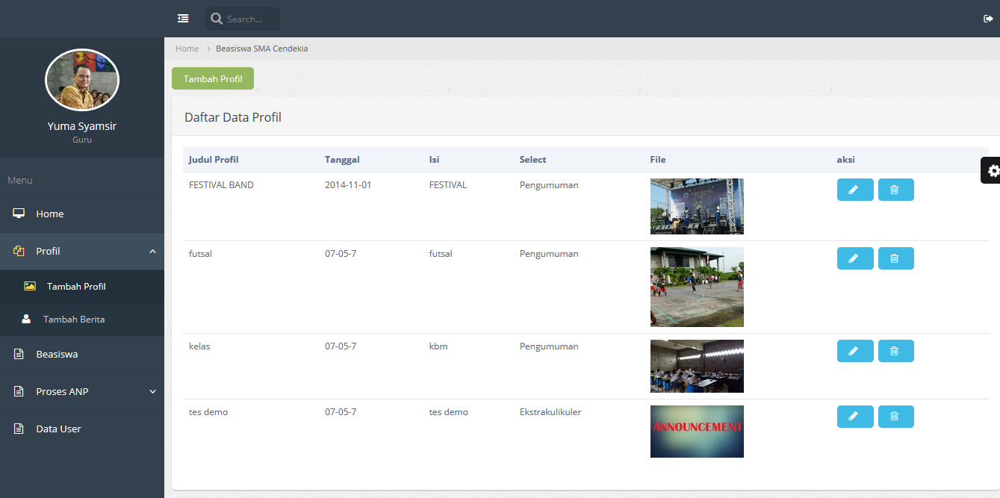 Search...
Home > Beasiswa SMA Cendekia
Yuma Syamsir
Guru
Menu
Home
Profil
Tambah Profil
Tambah Berita
Beasiswa
Proses ANP
Data User
Tambah Profil
Daftar Data Profil
Judul Profil Tanggal Isi Select File aksi
FESTIVAL BAND 2014-11-01 FESTIVAL Pengumuman
futsal 07-05-7 futsal Pengumuman
kelas 07-05-7 kbm Pengumuman
tes demo 07-05-7 tes demo Ekstrakulikuler
ANNOUNCEMENT